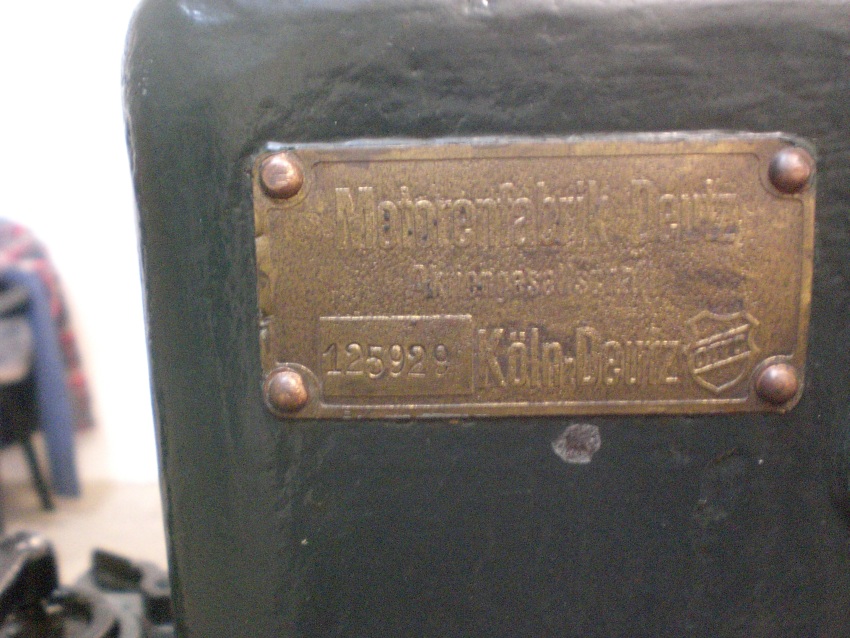 Motorenfabrik Deutz
Aktiengesellschaft
125929 Köln-Deutz